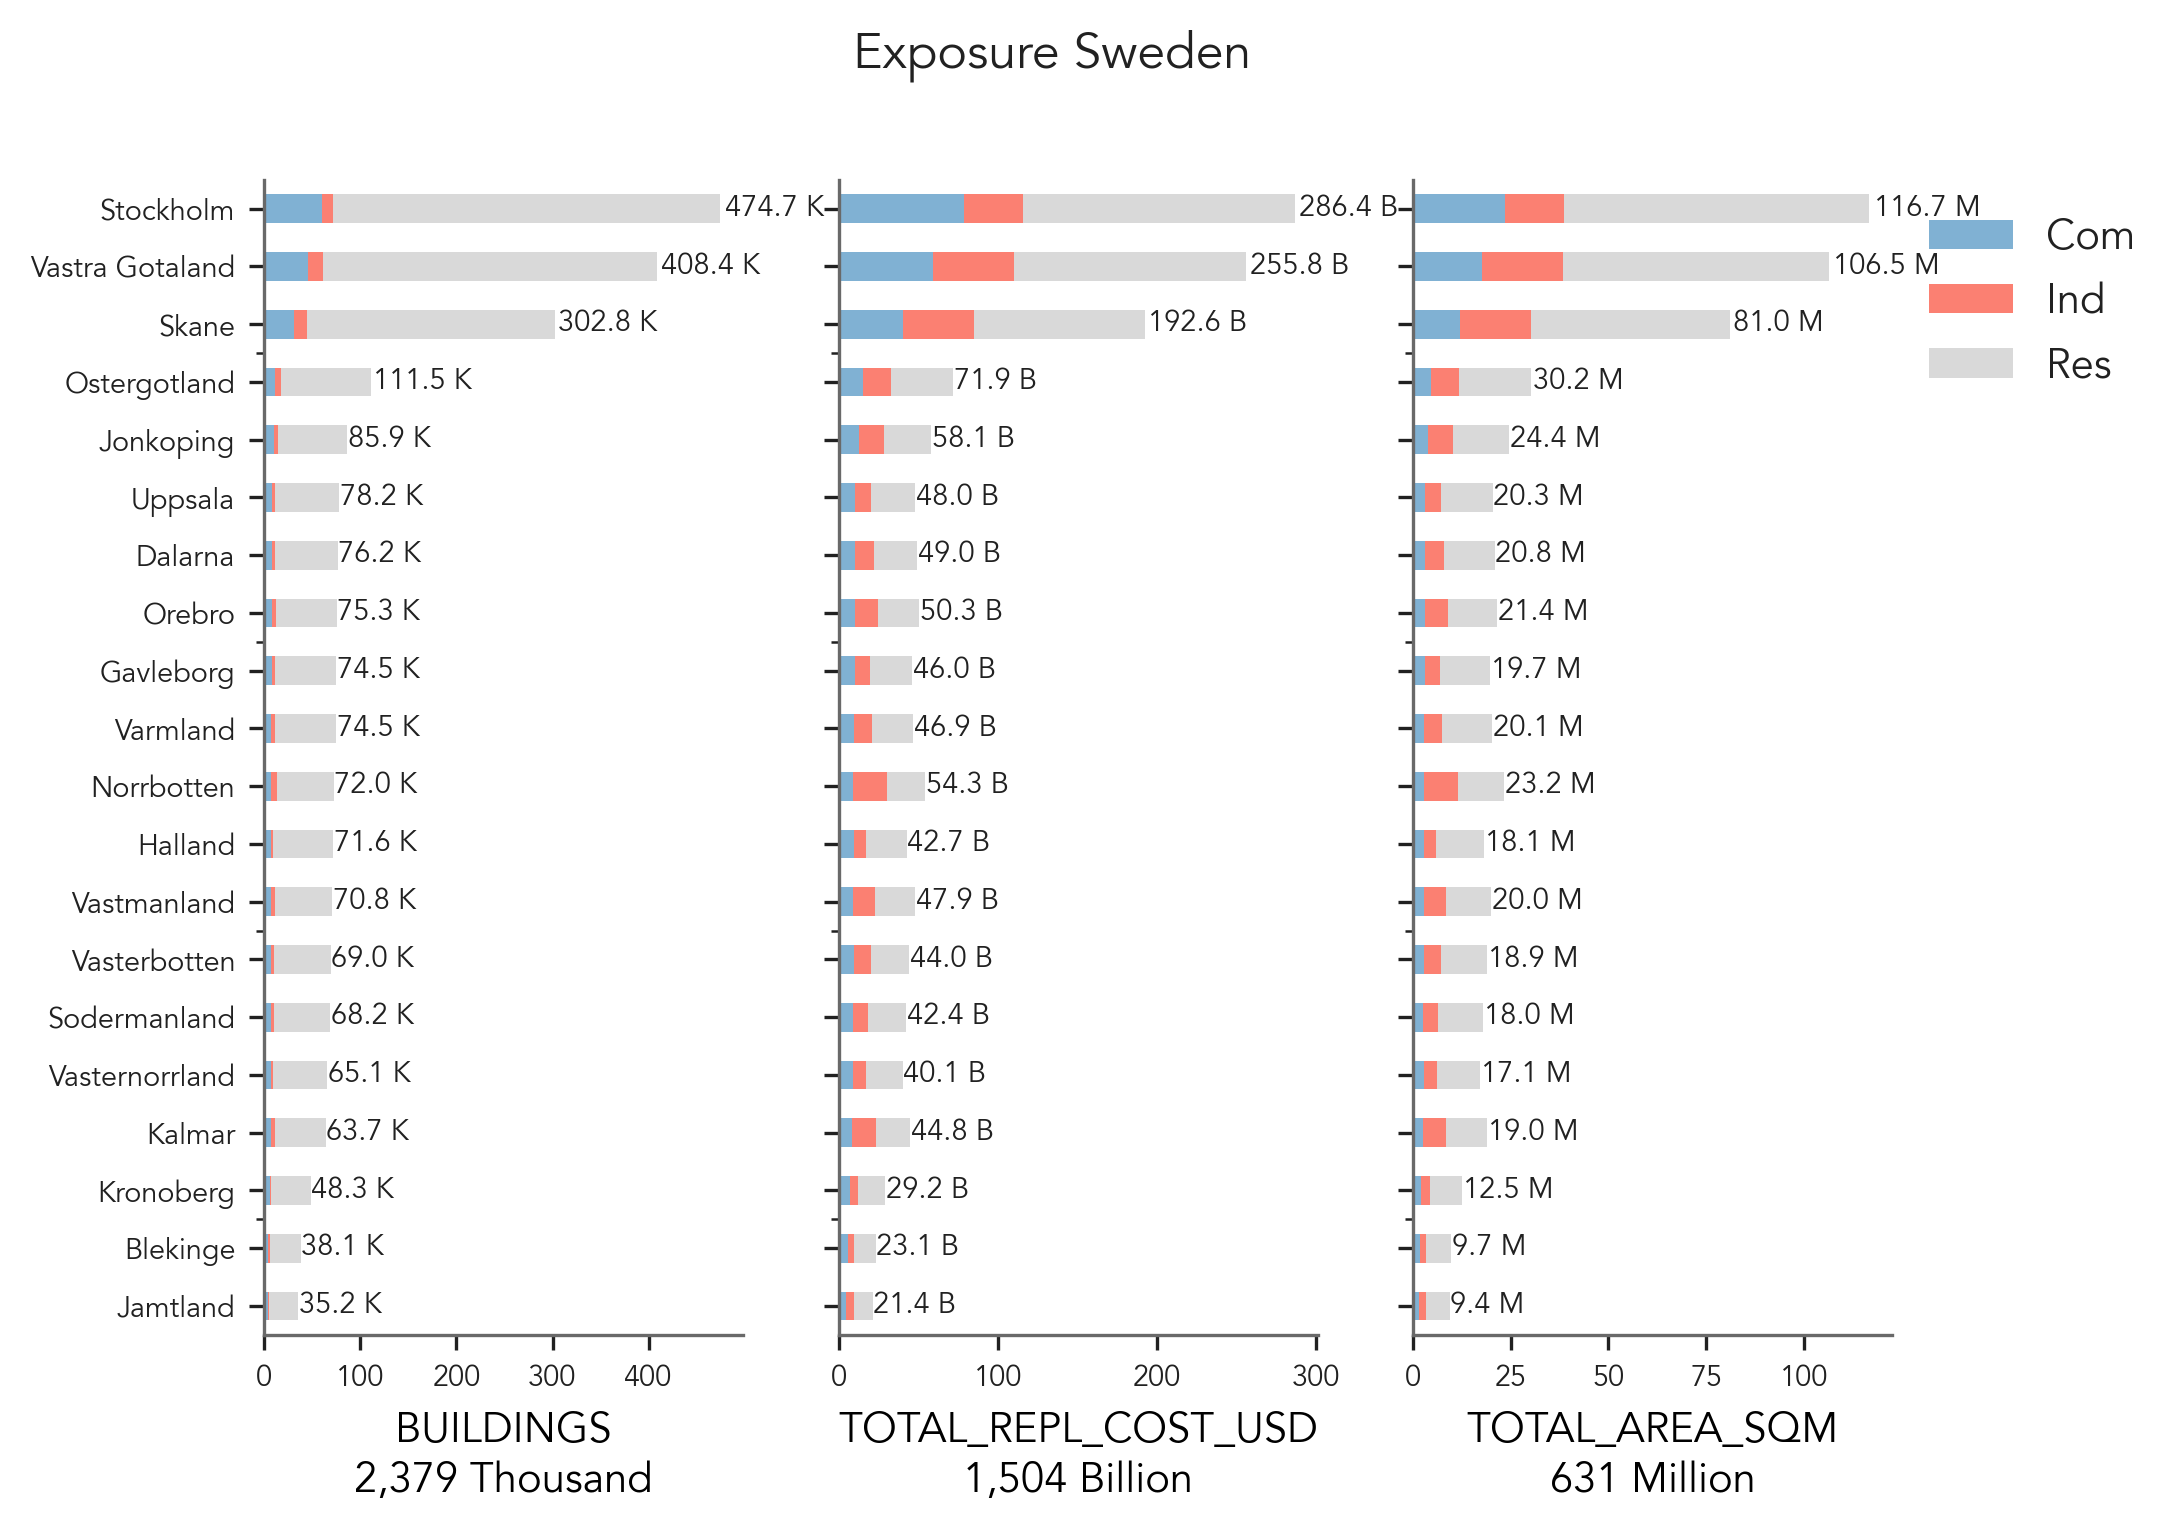 Exposure Sweden
Stockholm 474.7 K 286.4 B 116.7 M
Vastra Gotaland 408.4 K 255.8 B 106.5 M
Skane 302.8 K 192.6 B 81.0 M
Ostergotland 111.5 K 71.9 B 30.2 M
Jonkoping 85.9 K 58.1 B 24.4 M
Uppsala 78.2 K 48.0 B 20.3 M
Dalarna 76.2 K 49.0 B 20.8 M
Orebro 75.3 K 50.3 B 21.4 M
Gavleborg 74.5 K 46.0 B 19.7 M
Varmland 74.5 K 46.9 B 20.1 M
Norrbotten 72.0 K 54.3 B 23.2 M
Halland 71.6 K 42.7 B 18.1 M
Vastmanland 70.8 K 47.9 B 20.0 M
Vasterbotten 69.0 K 44.0 B 18.9 M
Sodermanland 68.2 K 42.4 B 18.0 M
Vasternorrland 65.1 K 40.1 B 17.1 M
Kalmar 63.7 K 44.8 B 19.0 M
Kronoberg 48.3 K 29.2 B 12.5 M
Blekinge 38.1 K 23.1 B 9.7 M
Jamtland 35.2 K 21.4 B 9.4 M
Com
Ind
Res
0 100 200 300 400
0 100 200 300
0 25 50 75 100
BUILDINGS
2,379 Thousand
TOTAL_REPL_COST_USD
1,504 Billion
TOTAL_AREA_SQM
631 Million